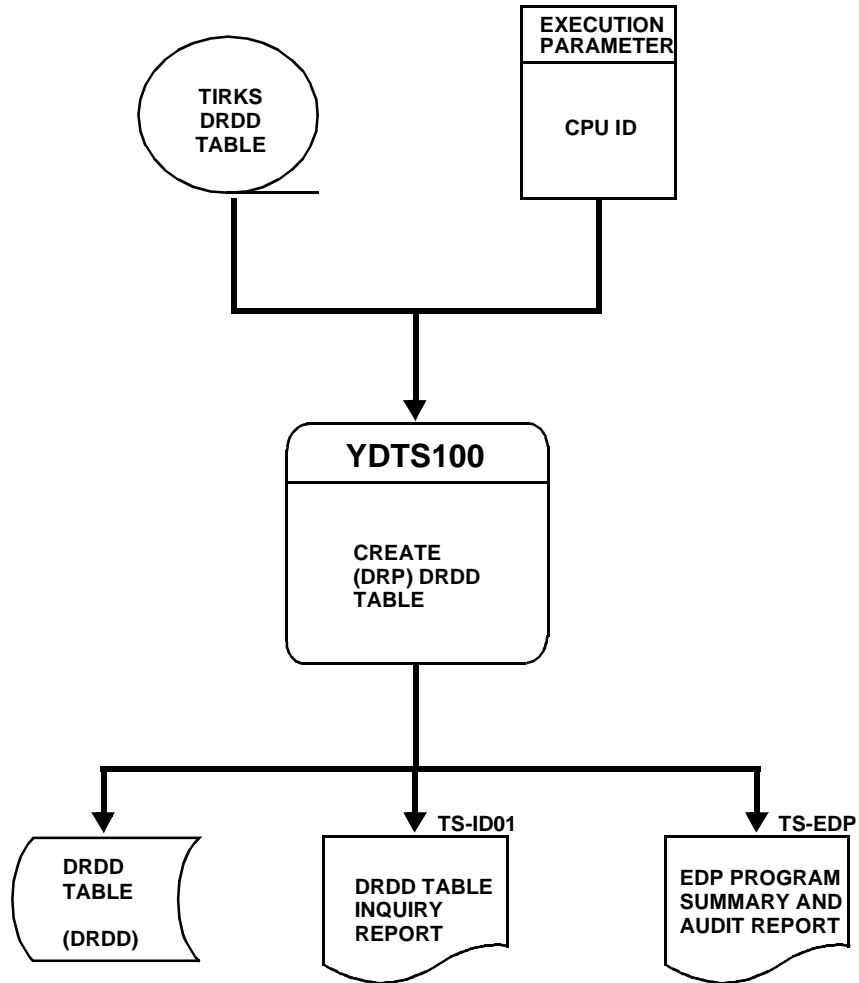 EXECUTION
PARAMETER
TIRKS
DRDD
TABLE
CPU ID
YDTS100
CREATE
(DRP) DRDD
TABLE
DRDD
TABLE
(DRDD)
TS-ID01
DRDD TABLE
INQUIRY
REPORT
TS-EDP
EDP PROGRAM
SUMMARY AND
AUDIT REPORT